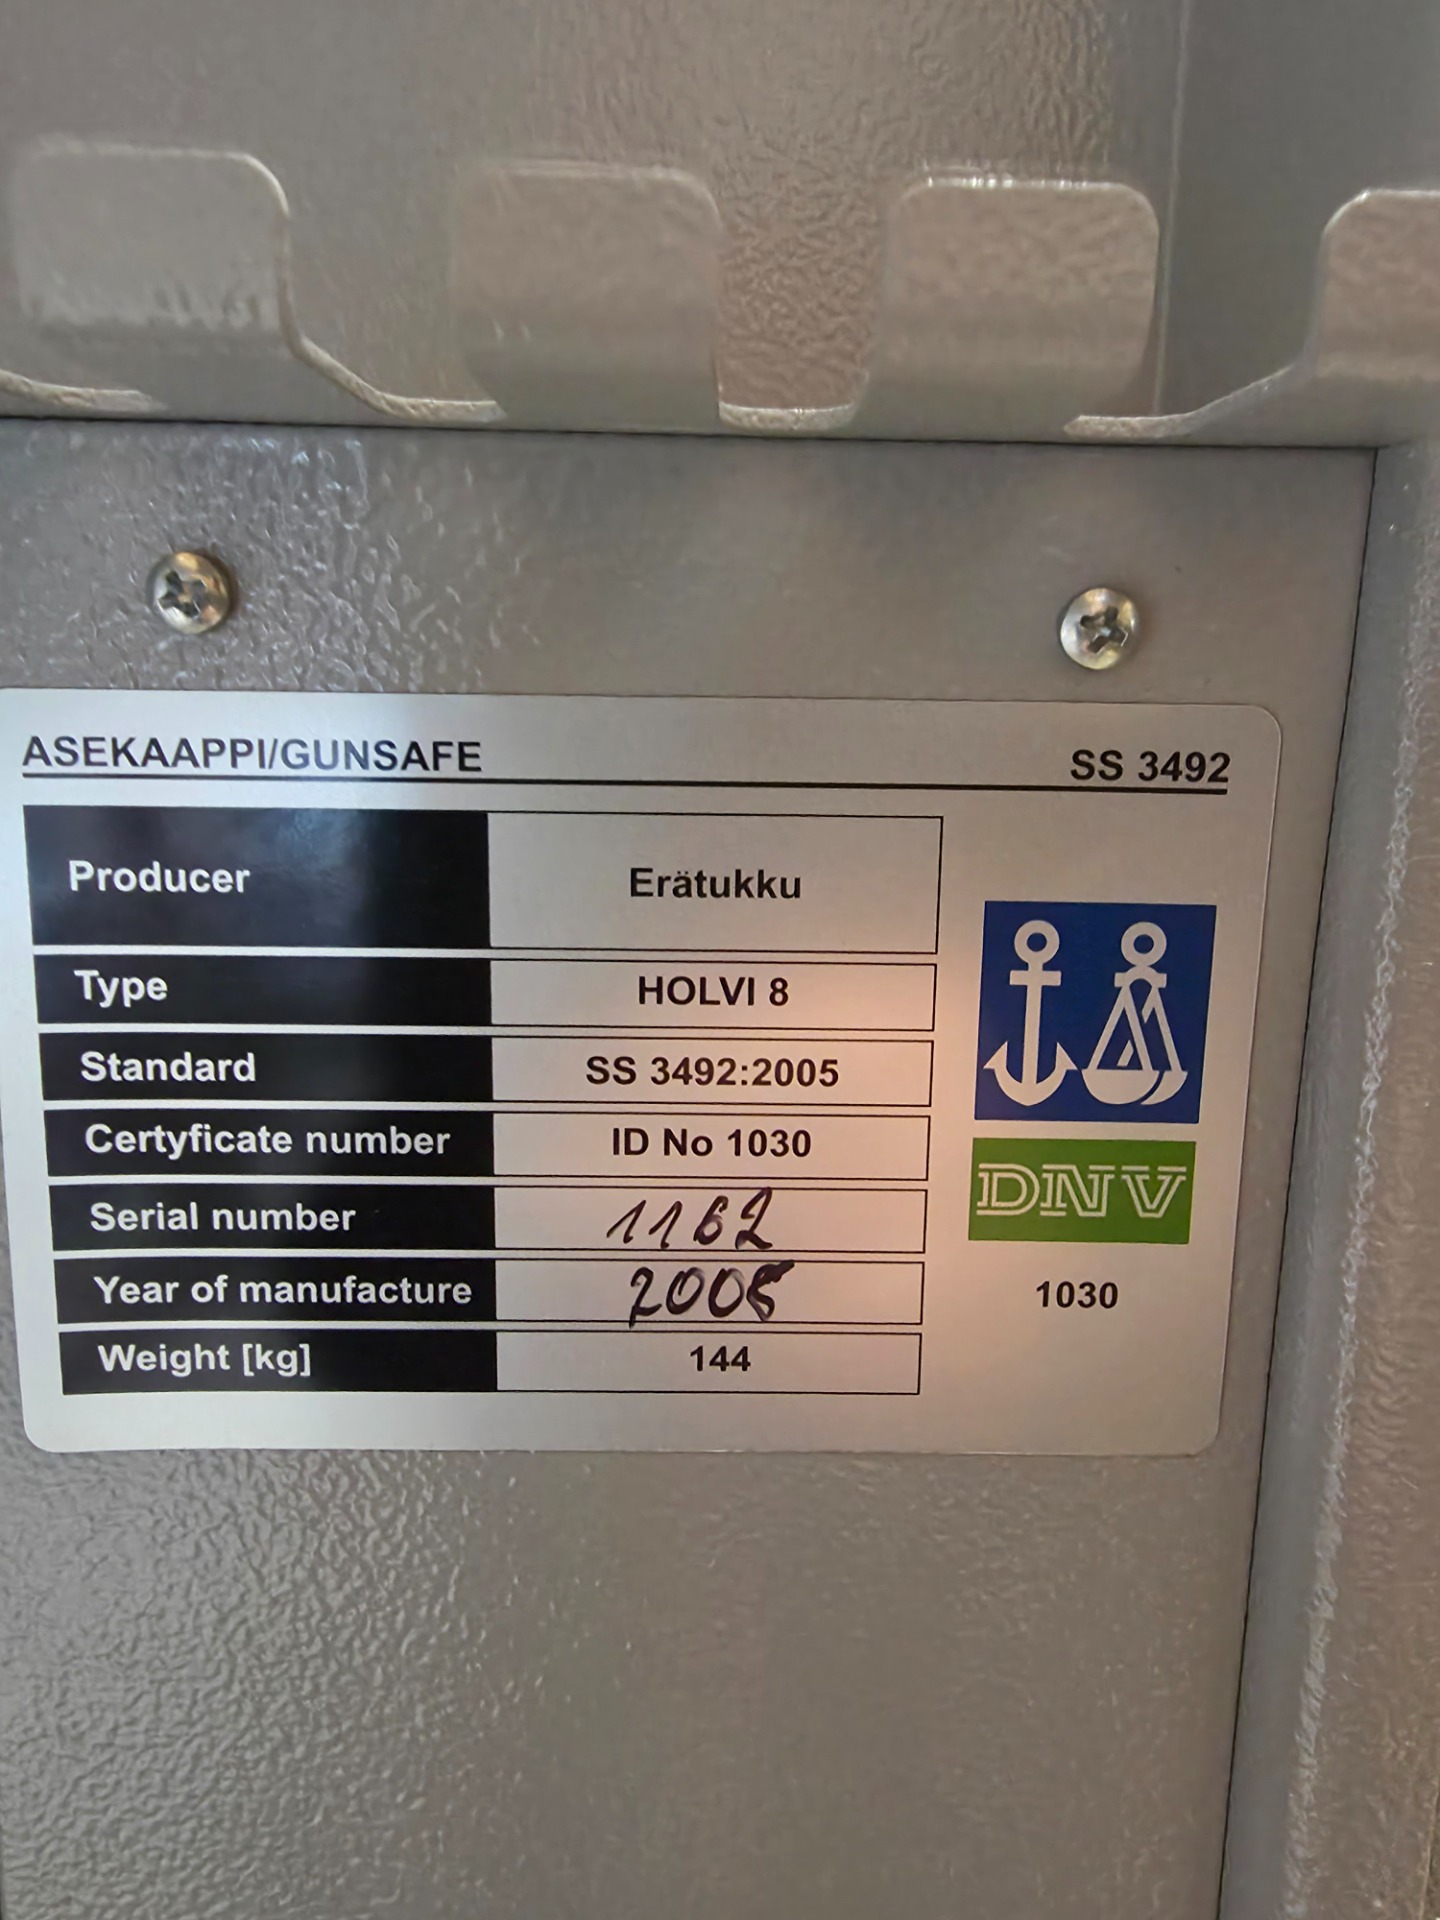 ASEKAAPPI/GUNSAFE SS 3492
Producer Erätukku
Type HOLVI 8
Standard SS 3492:2005
Certyficate number ID No 1030
Serial number 1162
Year of manufacture
Weight [kg] 144
DNV
1030